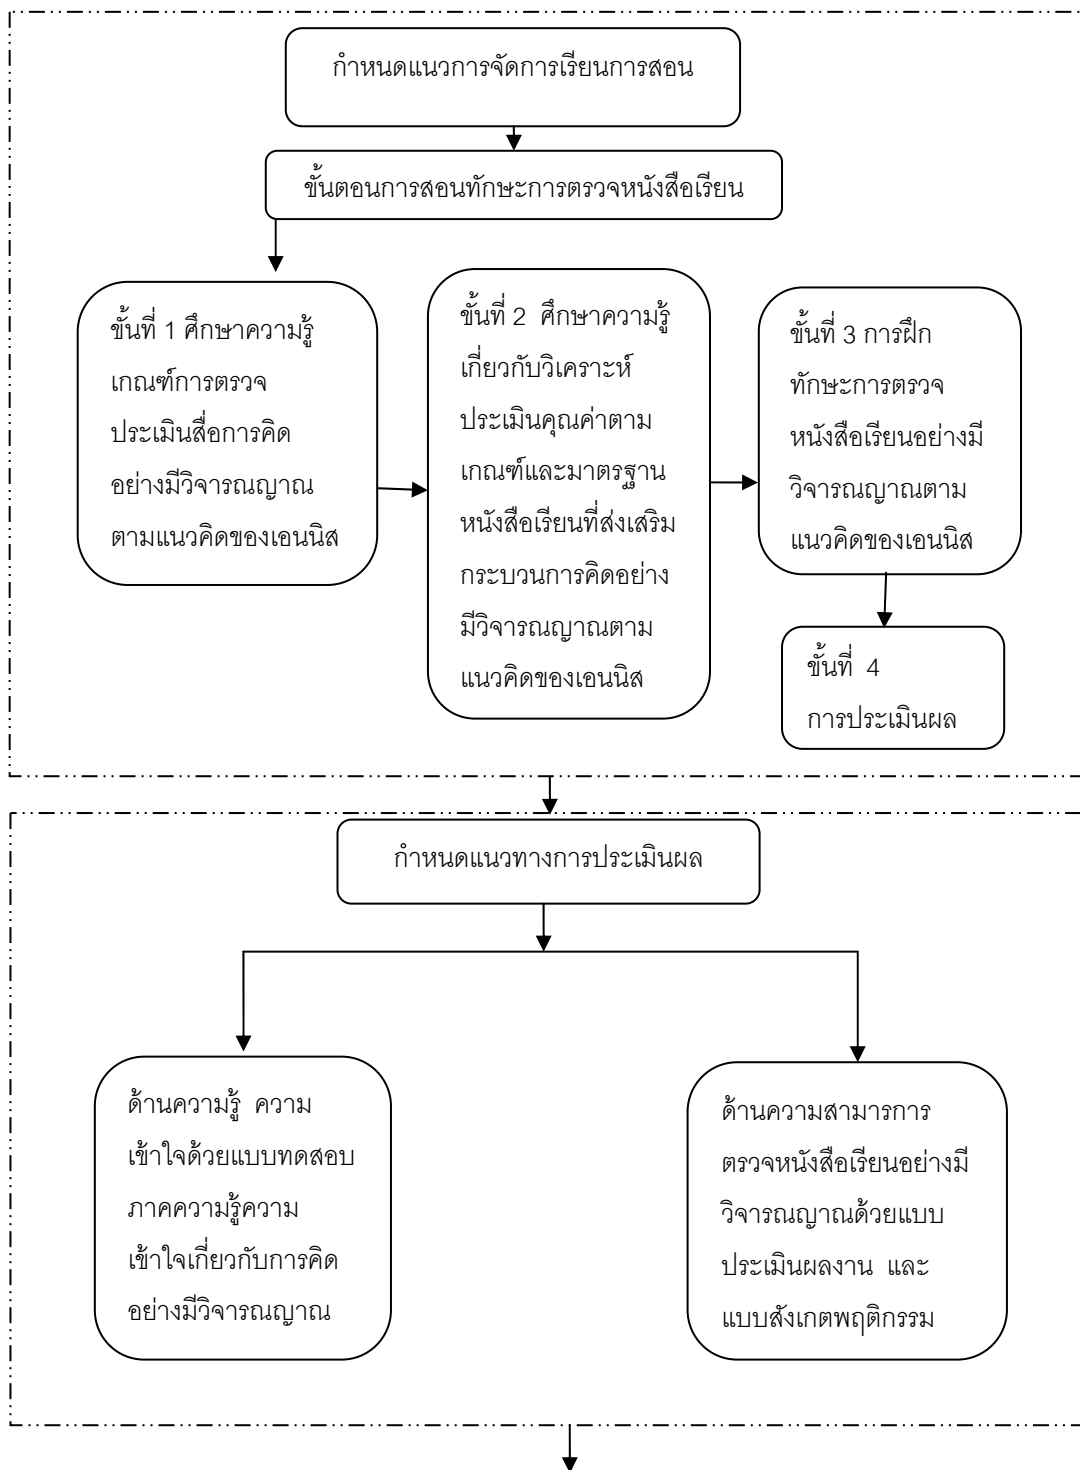 กำหนดแนวการจัดการเรียนการสอน
ขั้นตอนการสอนทักษะการตรวจหนังสือเรียน
ขั้นที่ 1 ศึกษาความรู้
เกณฑ์การตรวจ
ประเมินสื่อการคิด
อย่างมีวิจารณญาณ
ตามแนวคิดของเอนนิส
ขั้นที่ 2 ศึกษาความรู้
เกี่ยวกับวิเคราะห์
ประเมินคุณค่าตาม
เกณฑ์และมาตรฐาน
หนังสือเรียนที่ส่งเสริม
กระบวนการคิดอย่าง
มีวิจารณญาณตาม
แนวคิดของเอนนิส
ขั้นที่ 3 การฝึก
ทักษะการตรวจ
หนังสือเรียนอย่างมี
วิจารณญาณตาม
แนวคิดของเอนนิส
ขั้นที่ 4
การประเมินผล
กำหนดแนวทางการประเมินผล
ด้านความรู้ ความ
เข้าใจด้วยแบบทดสอบ
ภาคความรู้ความ
เข้าใจเกี่ยวกับการคิด
อย่างมีวิจารณญาณ
ด้านความสามารการ
ตรวจหนังสือเรียนอย่างมี
วิจารณญาณด้วยแบบ
ประเมินผลงาน และ
แบบสังเกตพฤติกรรม